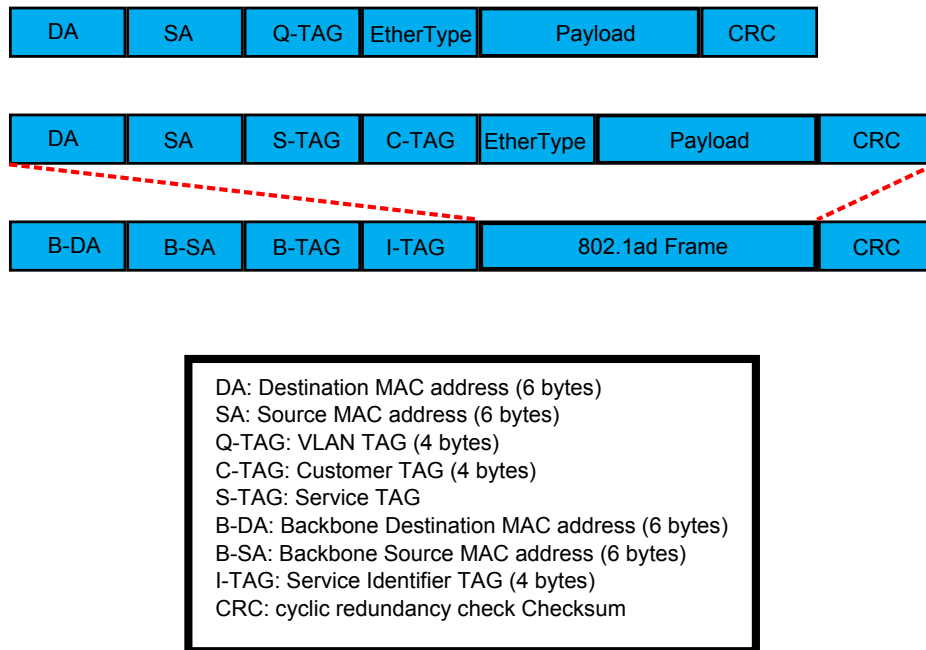 DA SA Q-TAG EtherType Payload CRC
DA SA S-TAG C-TAG EtherType Payload CRC
B-DA B-SA B-TAG I-TAG 802.1ad Frame CRC
DA: Destination MAC address (6 bytes)
SA: Source MAC address (6 bytes)
Q-TAG: VLAN TAG (4 bytes)
C-TAG: Customer TAG (4 bytes)
S-TAG: Service TAG
B-DA: Backbone Destination MAC address (6 bytes)
B-SA: Backbone Source MAC address (6 bytes)
I-TAG: Service Identifier TAG (4 bytes)
CRC: cyclic redundancy check Checksum